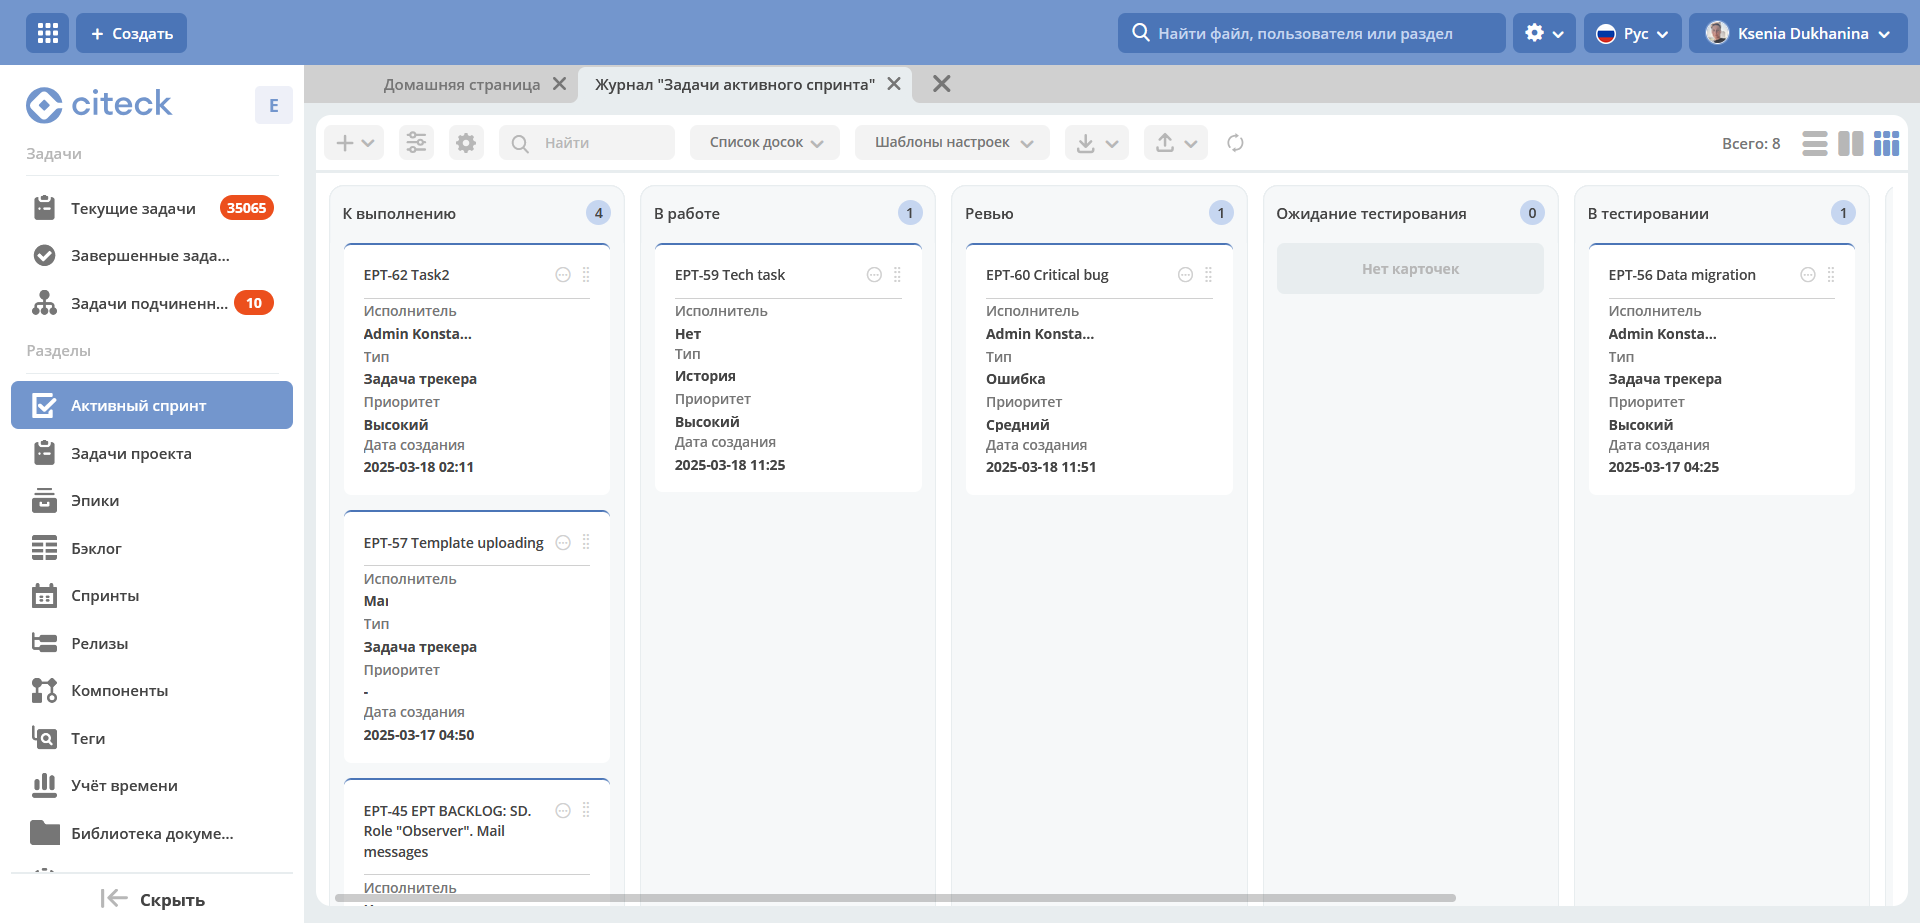 Создать
Найти файл, пользователя или раздел
Рус
Ksenia Dukhanina
citeck
E
Домашняя страница
Журнал "Задачи активного спринта"
Задачи
Текущие задачи
35065
Завершенные зада...
Задачи подчиненн...
10
Разделы
Активный спринт
Задачи проекта
Эпики
Бэклог
Спринты
Релизы
Компоненты
Теги
Учёт времени
Библиотека докуме...
Скрыть
Найти
Список досок
Шаблоны настроек
Всего: 8
К выполнению
4
EPT-62 Task2
Исполнитель
Admin Konsta...
Тип
Задача трекера
Приоритет
Высокий
Дата создания
2025-03-18 02:11
EPT-57 Template uploading
Исполнитель
Тип
Задача трекера
Приоритет
-
Дата создания
2025-03-17 04:50
EPT-45 EPT BACKLOG: SD.
Role "Observer". Mail
messages
Исполнитель
В работе
1
EPT-59 Tech task
Исполнитель
Нет
Тип
История
Приоритет
Высокий
Дата создания
2025-03-18 11:25
Ревью
1
EPT-60 Critical bug
Исполнитель
Admin Konsta...
Тип
Ошибка
Приоритет
Средний
Дата создания
2025-03-18 11:51
Ожидание тестирования
0
Нет карточек
В тестировании
1
EPT-56 Data migration
Исполнитель
Admin Konsta...
Тип
Задача трекера
Приоритет
Высокий
Дата создания
2025-03-17 04:25